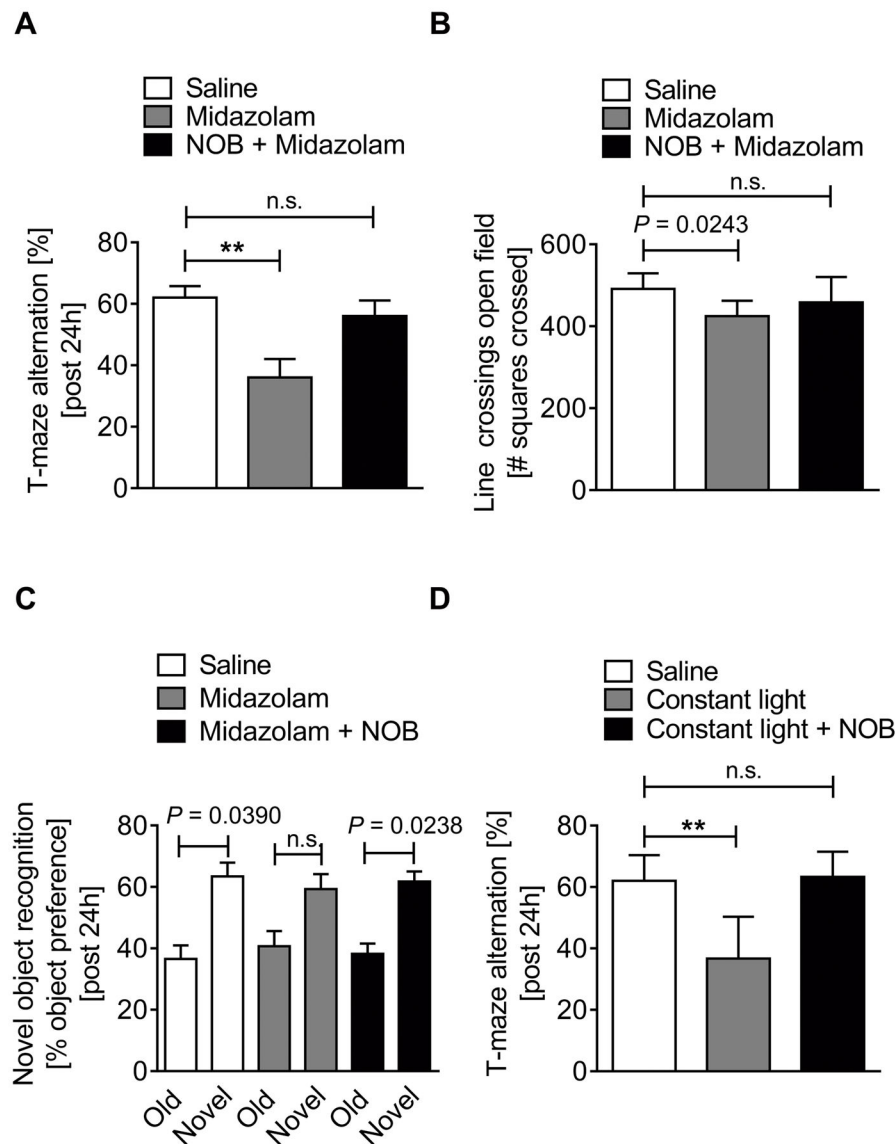 A
Saline
Midazolam
NOB + Midazolam
n.s.
**
T-maze alternation [%]
[post 24h]
80
60
40
20
0
B
Saline
Midazolam
NOB + Midazolam
n.s.
P = 0.0243
Line crossings open field
[# squares crossed]
600
400
200
0
C
Saline
Midazolam
Midazolam + NOB
P = 0.0390
n.s.
P = 0.0238
Novel object recognition
[% object preference]
[post 24h]
80
60
40
20
0
Old
Novel
Old
Novel
Old
Novel
D
Saline
Constant light
Constant light + NOB
n.s.
**
T-maze alternation [%]
[post 24h]
80
60
40
20
0